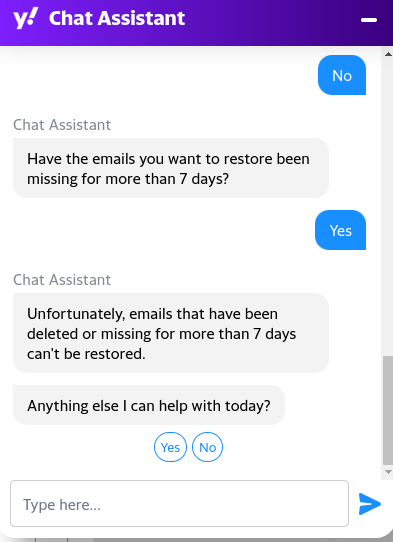 y! Chat Assistant
No
Chat Assistant
Have the emails you want to restore been
missing for more than 7 days?
Yes
Chat Assistant
Unfortunately, emails that have been
deleted or missing for more than 7 days
can't be restored.
Anything else I can help with today?
Yes No
Type here...